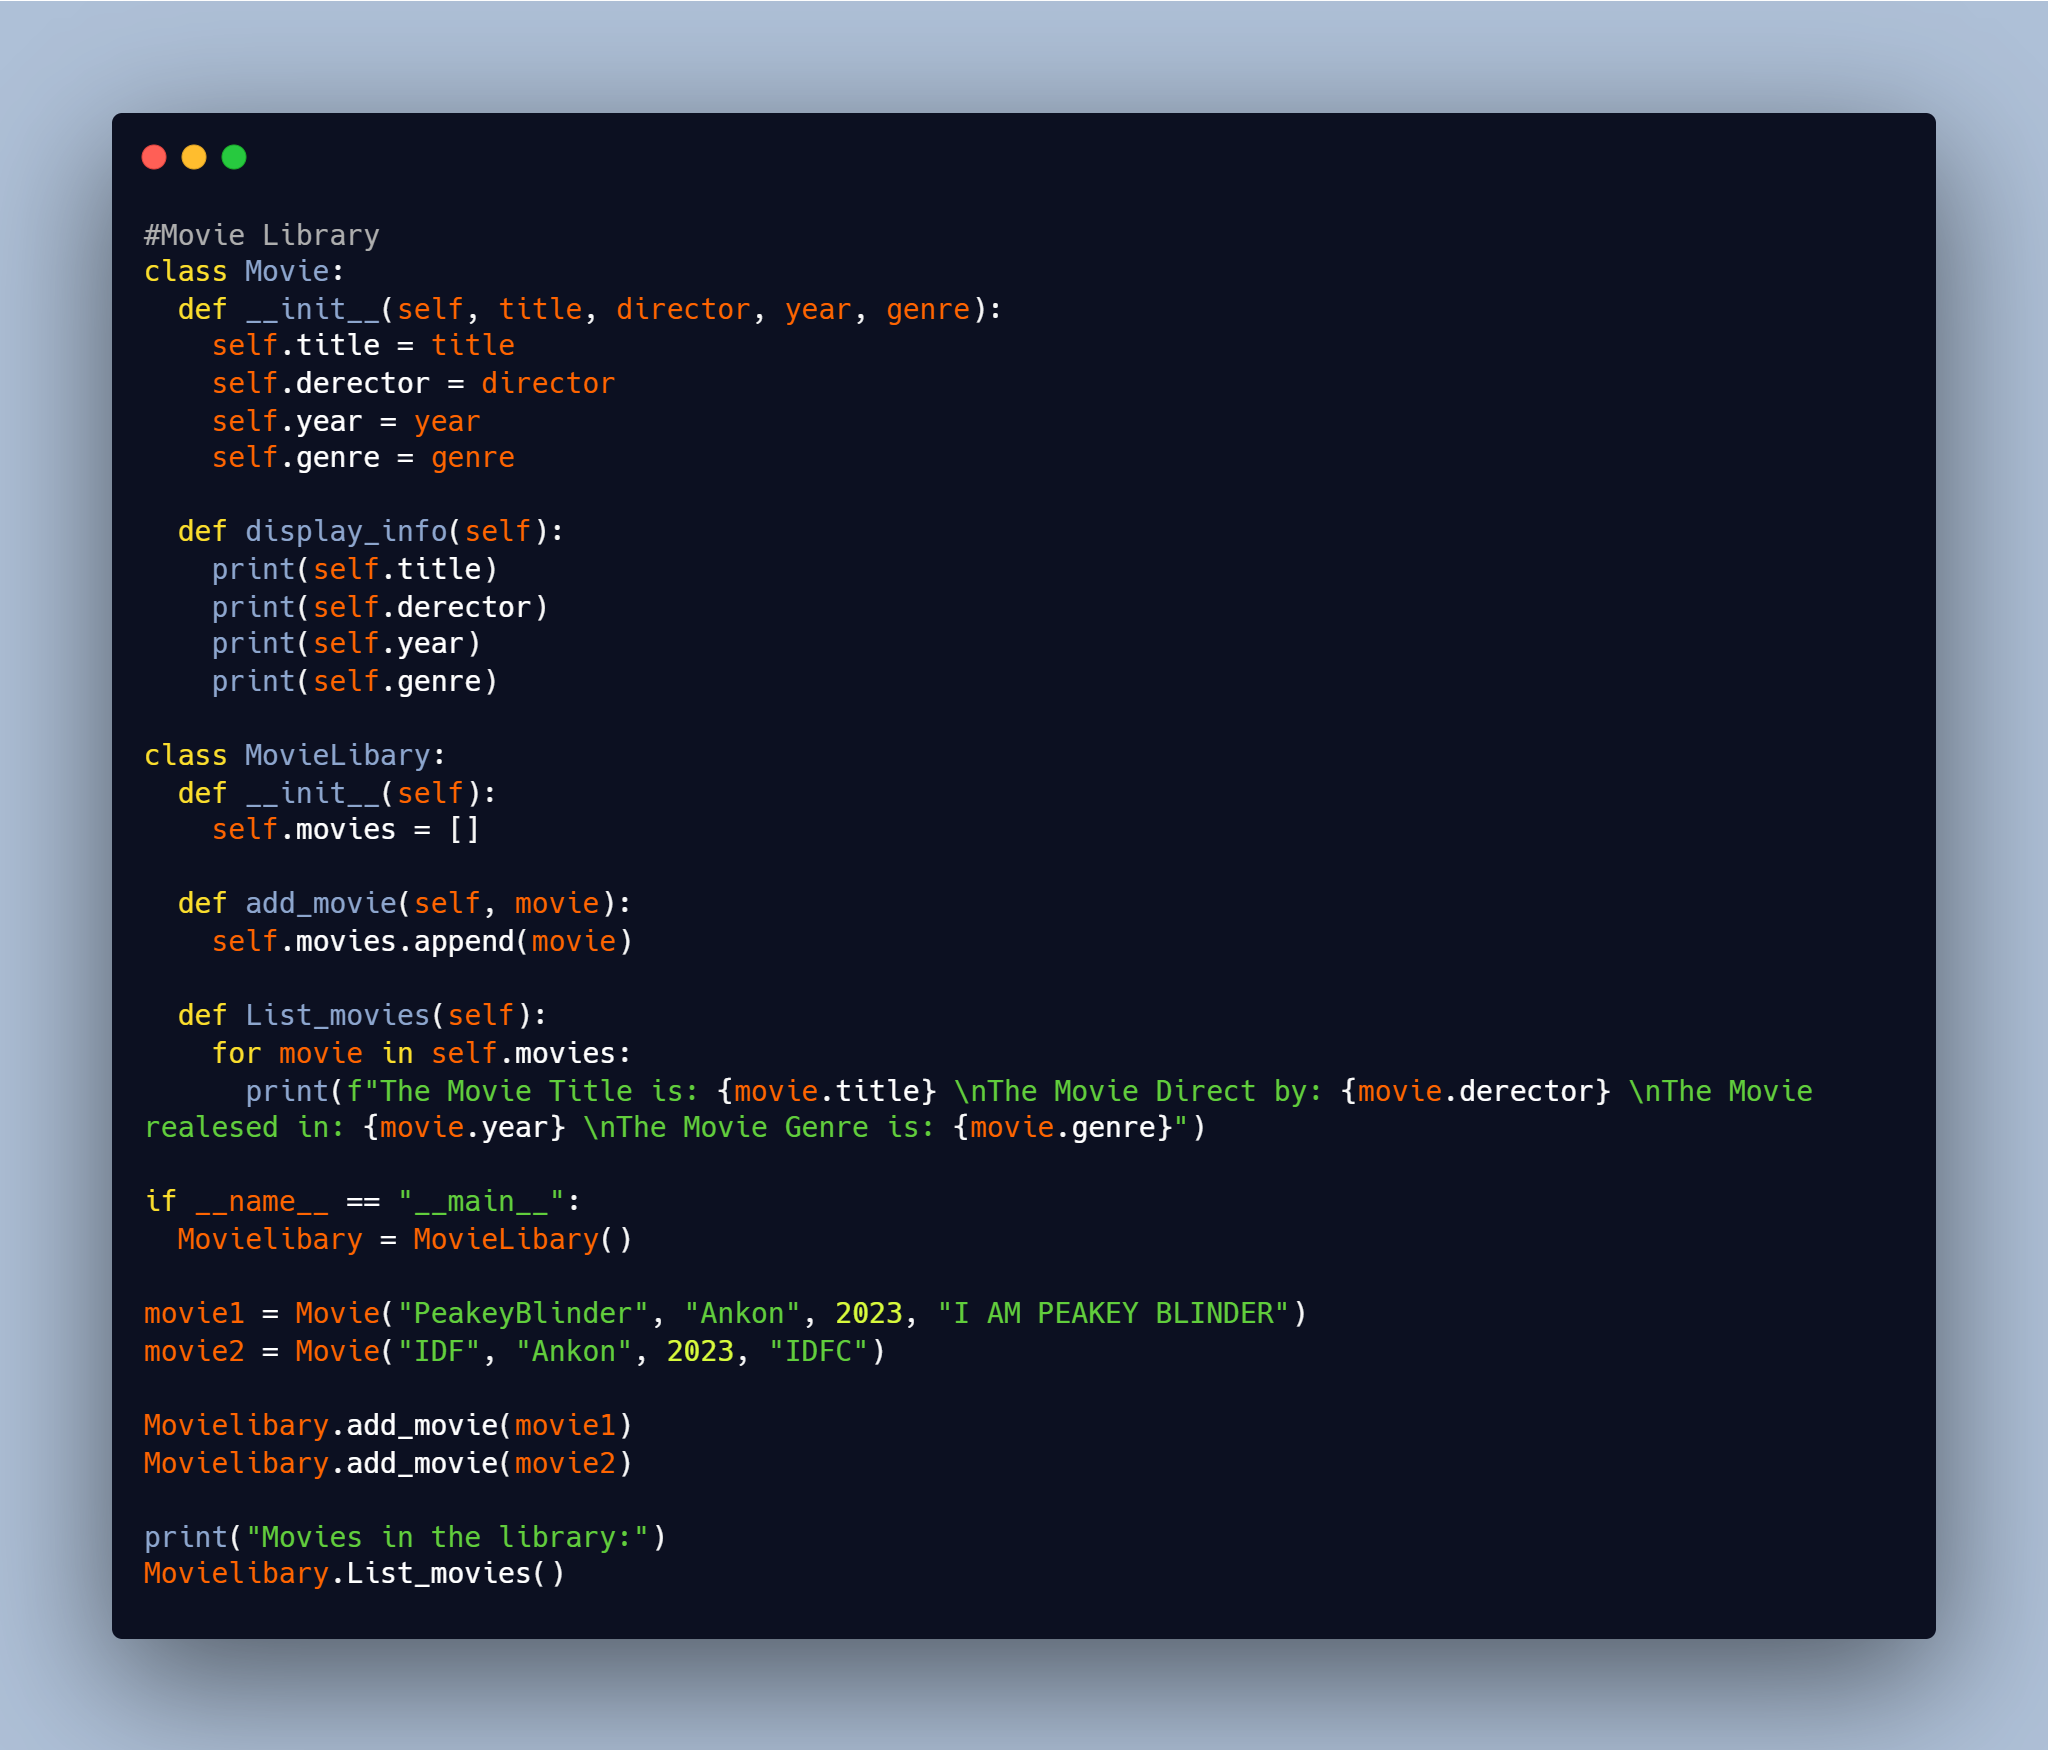 #Movie Library
class Movie:
  def __init__(self, title, director, year, genre):
    self.title = title
    self.derector = director
    self.year = year
    self.genre = genre

  def display_info(self):
    print(self.title)
    print(self.derector)
    print(self.year)
    print(self.genre)

class MovieLibary:
  def __init__(self):
    self.movies = []

  def add_movie(self, movie):
    self.movies.append(movie)

  def List_movies(self):
    for movie in self.movies:
      print(f"The Movie Title is: {movie.title} \nThe Movie Direct by: {movie.derector} \nThe Movie
realesed in: {movie.year} \nThe Movie Genre is: {movie.genre}")

if __name__ == "__main__":
  Movielibary = MovieLibary()

movie1 = Movie("PeakeyBlinder", "Ankon", 2023, "I AM PEAKEY BLINDER")
movie2 = Movie("IDF", "Ankon", 2023, "IDFC")

Movielibary.add_movie(movie1)
Movielibary.add_movie(movie2)

print("Movies in the library:")
Movielibary.List_movies()